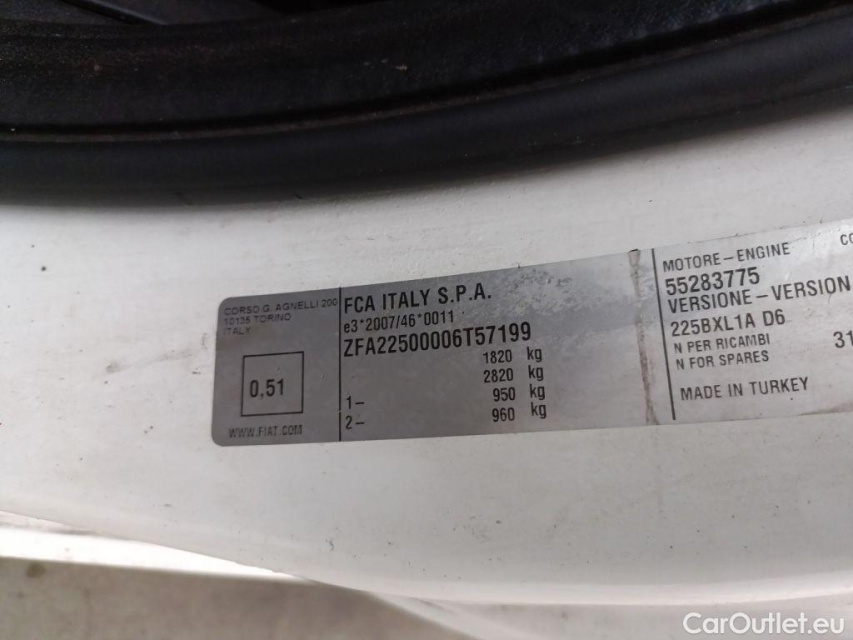 CORSO G. AGNELLI 200
10135 TORINO
ITALY
0,51
WWW.FIAT.COM
FCA ITALY S.P.A.
e3*2007/46*0011
ZFA22500006T57199
1820 kg
2820 kg
1- 950 kg
2- 960 kg
MOTORE-ENGINE
55283775
VERSIONE-VERSION
225BXL1A D6
N PER RICAMBI
N FOR SPARES
MADE IN TURKEY
CO
31
CarOutlet.eu